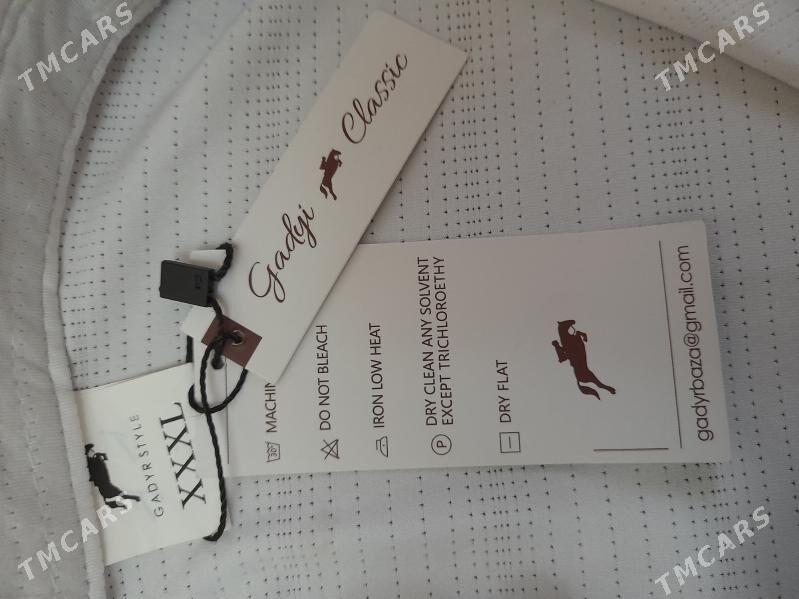 Gadyi Classic
MACHIN
DO NOT BLEACH
IRON LOW HEAT
DRY CLEAN ANY SOLVENT
EXCEPT TRICHLOROETHY
DRY FLAT
gadyrbaza@gmail.com
GADYR STYLE
XXXL
30°
P
TMCARS
TMCARS
TMCARS
TMCARS